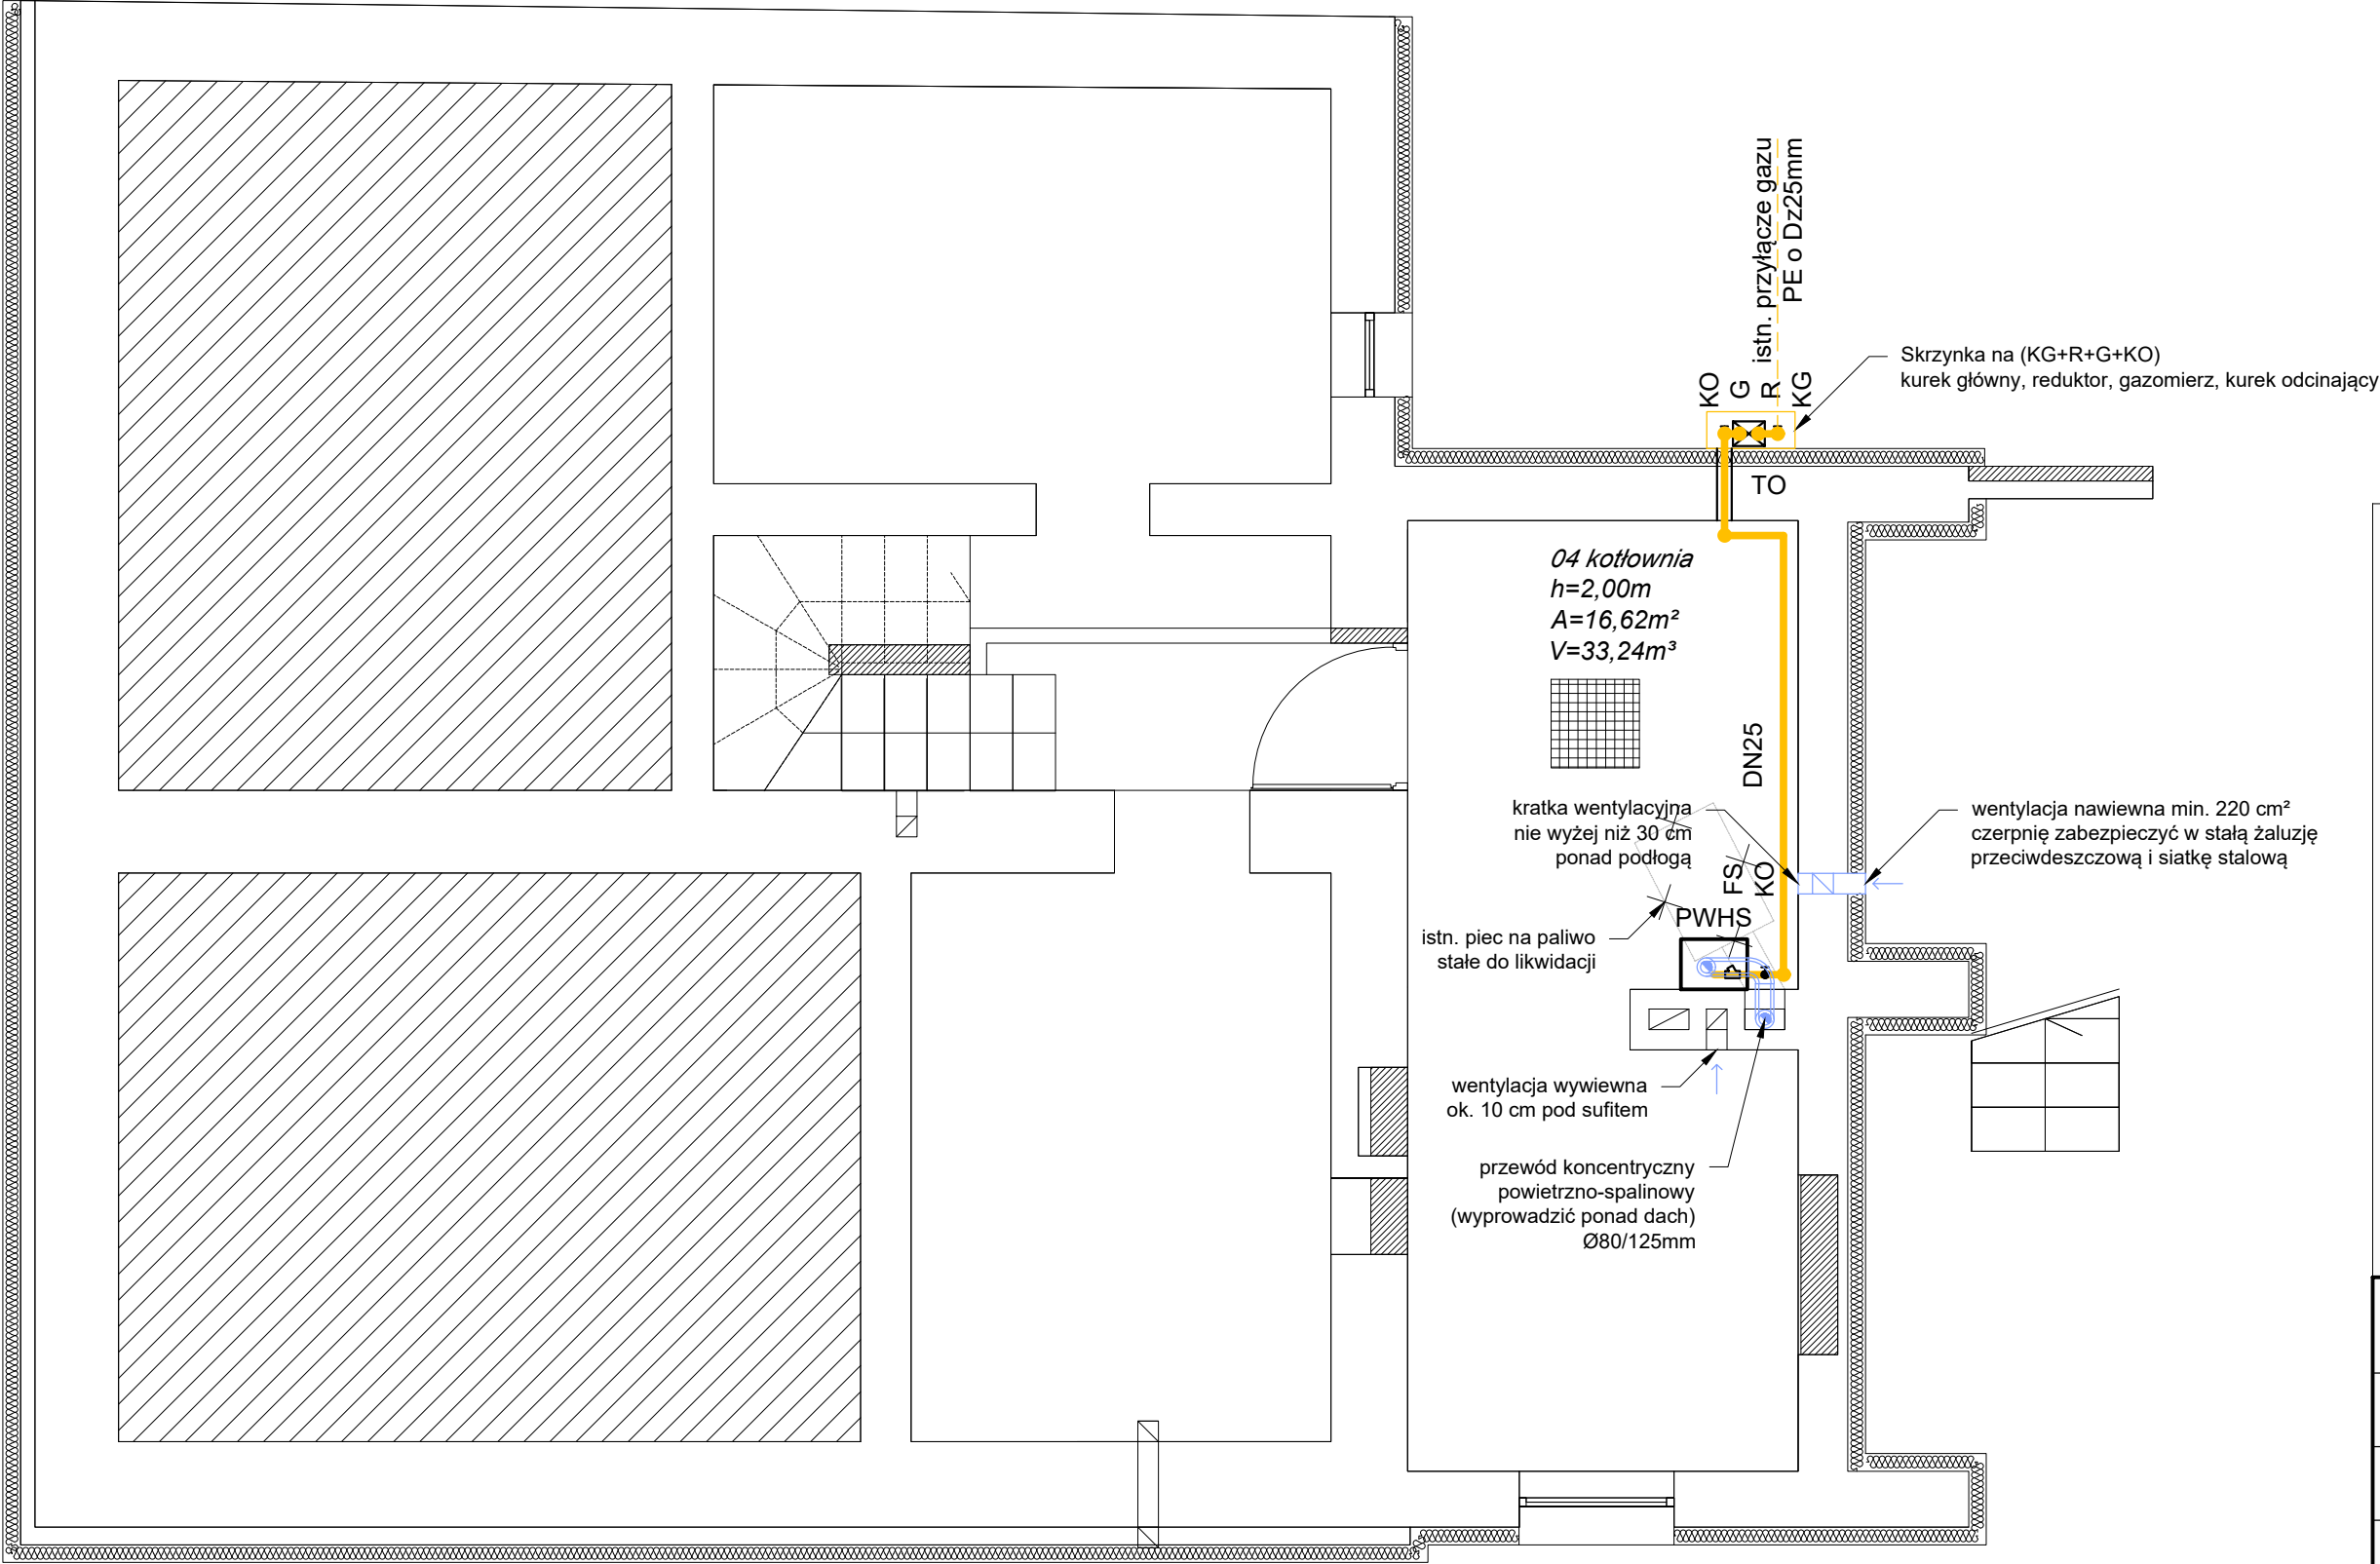 istn. przyłącze gazu
PE o Dz25mm
KO
G
R
KG
Skrzynka na (KG+R+G+KO)
kurek główny, reduktor, gazomierz, kurek odcinający
TO
04 kotłownia
h=2,00m
A=16,62m²
V=33,24m³
DN25
kratka wentylacyjna
nie wyżej niż 30 cm
ponad podłogą
wentylacja nawiewna min. 220 cm²
czerpnię zabezpieczyć w stałą żaluzję
przeciwdeszczową i siatkę stalową
FS
KO
PWHS
istn. piec na paliwo
stałe do likwidacji
wentylacja wywiewna
ok. 10 cm pod sufitem
przewód koncentryczny
powietrzno-spalinowy
(wyprowadzić ponad dach)
Ø80/125mm